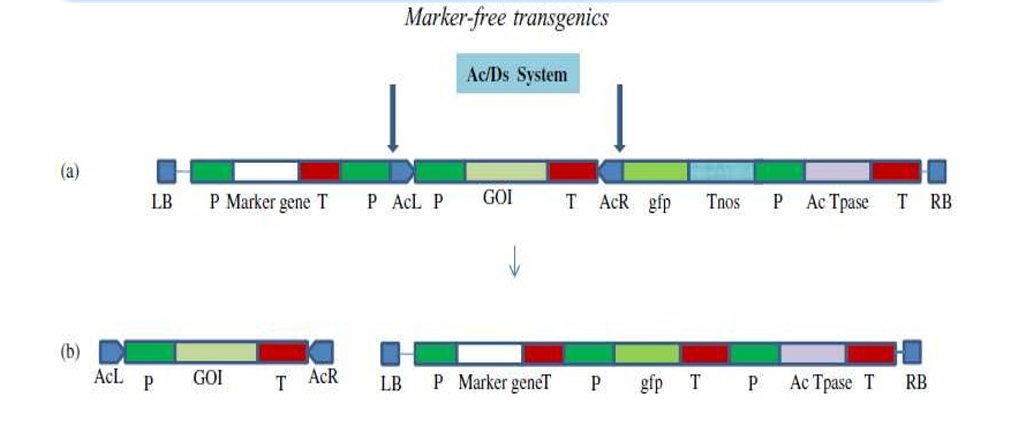 Marker-free transgenics
Ac/Ds System
(a)
LB P Marker gene T P AcL P GOI T AcR gfp Tnos P Ac Tpase T RB
(b)
AcL P GOI T AcR LB P Marker geneT P gfp T P Ac Tpase T RB